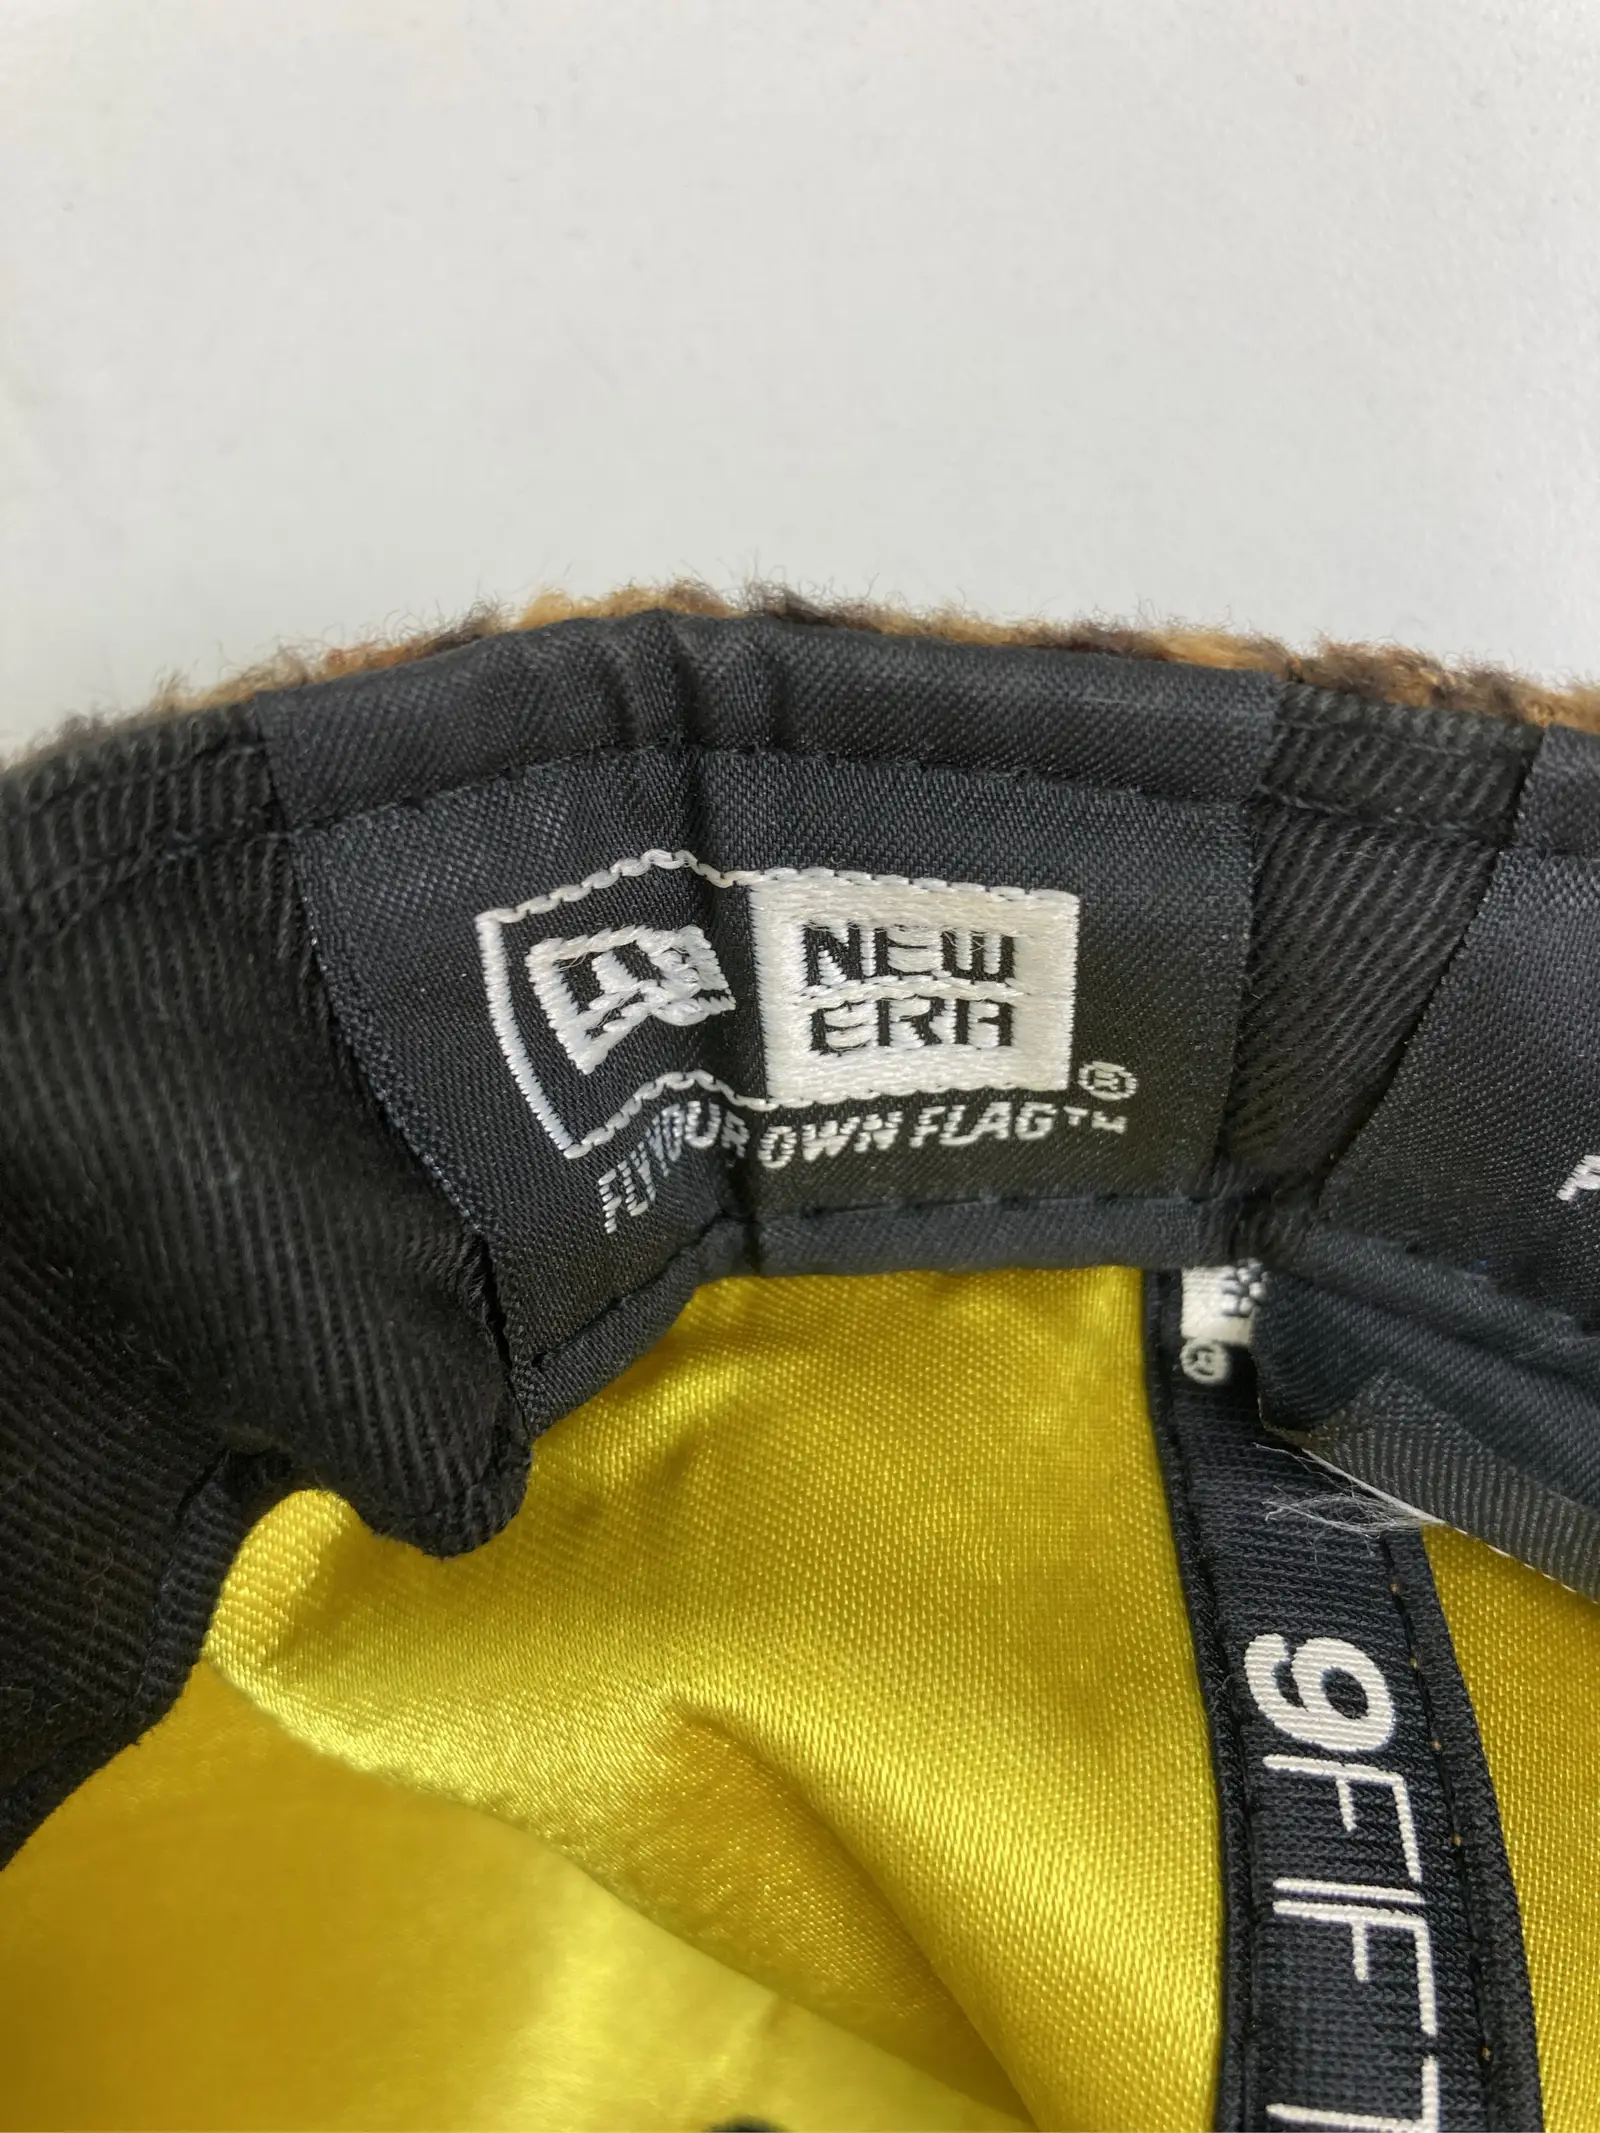 NEW
ERA
®
FLY YOUR OWN FLAG™
®
9FIFT